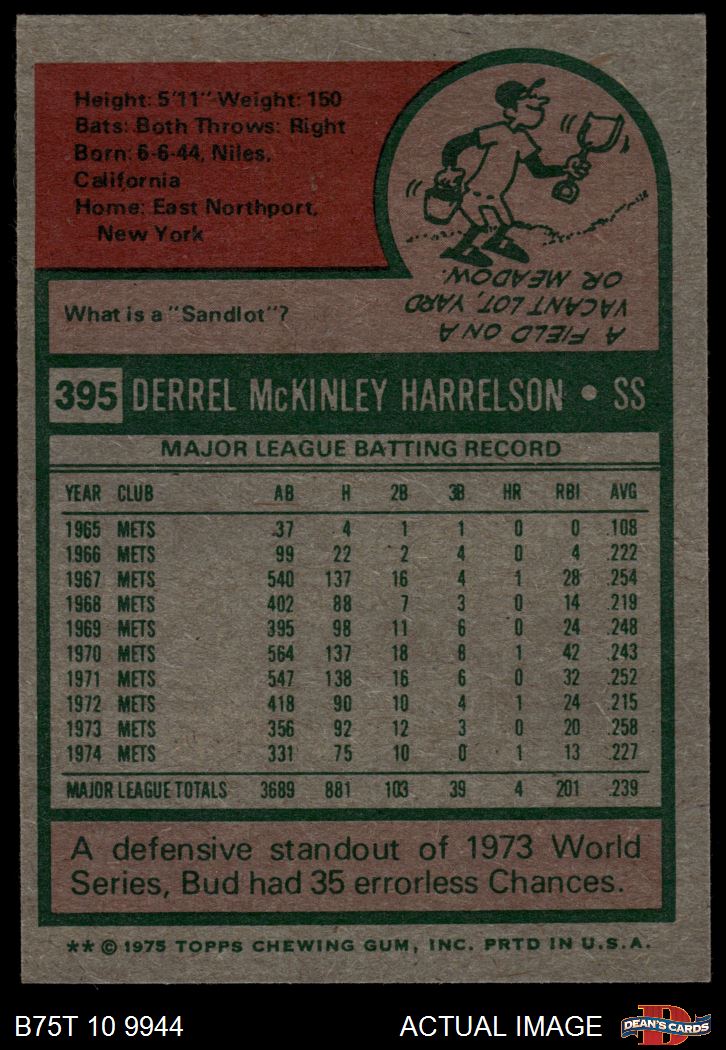 Height: 5'11" Weight: 150
Bats: Both Throws: Right
Born: 6-6-44, Niles,
California
Home: East Northport,
New York
What is a "Sandlot"?
A FIELD ON A
VACANT LOT, YARD
OR MEADOW.
395 DERREL McKINLEY HARRELSON • SS
MAJOR LEAGUE BATTING RECORD
YEAR CLUB AB H 2B 3B HR RBI AVG
1965 METS 37 4 1 1 0 0 .108
1966 METS 99 22 2 4 0 4 .222
1967 METS 540 137 16 4 1 28 .254
1968 METS 402 88 7 3 0 14 .219
1969 METS 395 98 11 6 0 24 .248
1970 METS 564 137 18 8 1 42 .243
1971 METS 547 138 16 6 0 32 .252
1972 METS 418 90 10 4 1 24 .215
1973 METS 356 92 12 3 0 20 .258
1974 METS 331 75 10 0 1 13 .227
MAJOR LEAGUE TOTALS 3689 881 103 39 4 201 .239
A defensive standout of 1973 World
Series, Bud had 35 errorless Chances.
** © 1975 TOPPS CHEWING GUM, INC. PRTD IN U.S.A.
B75T 10 9944 ACTUAL IMAGE
D
DEAN'S CARDS